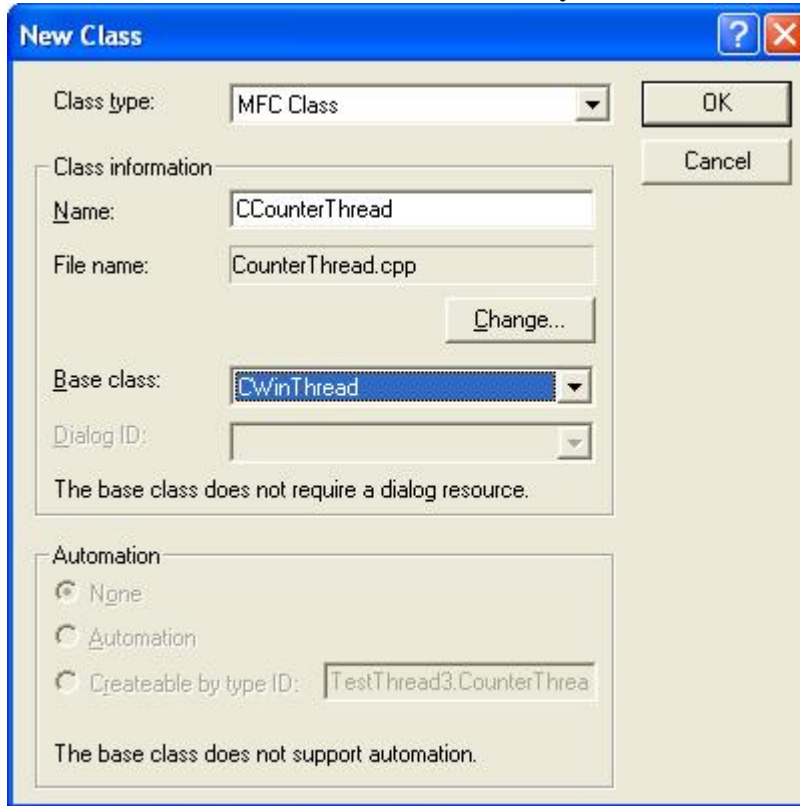 New Class
Class type:
MFC Class
OK
Cancel
Class information
Name:
CCounterThread
File name:
CounterThread.cpp
Change...
Base class:
CWinThread
Dialog ID:
The base class does not require a dialog resource.
Automation
None
Automation
Createable by type ID:
TestThread3.CounterThrea
The base class does not support automation.